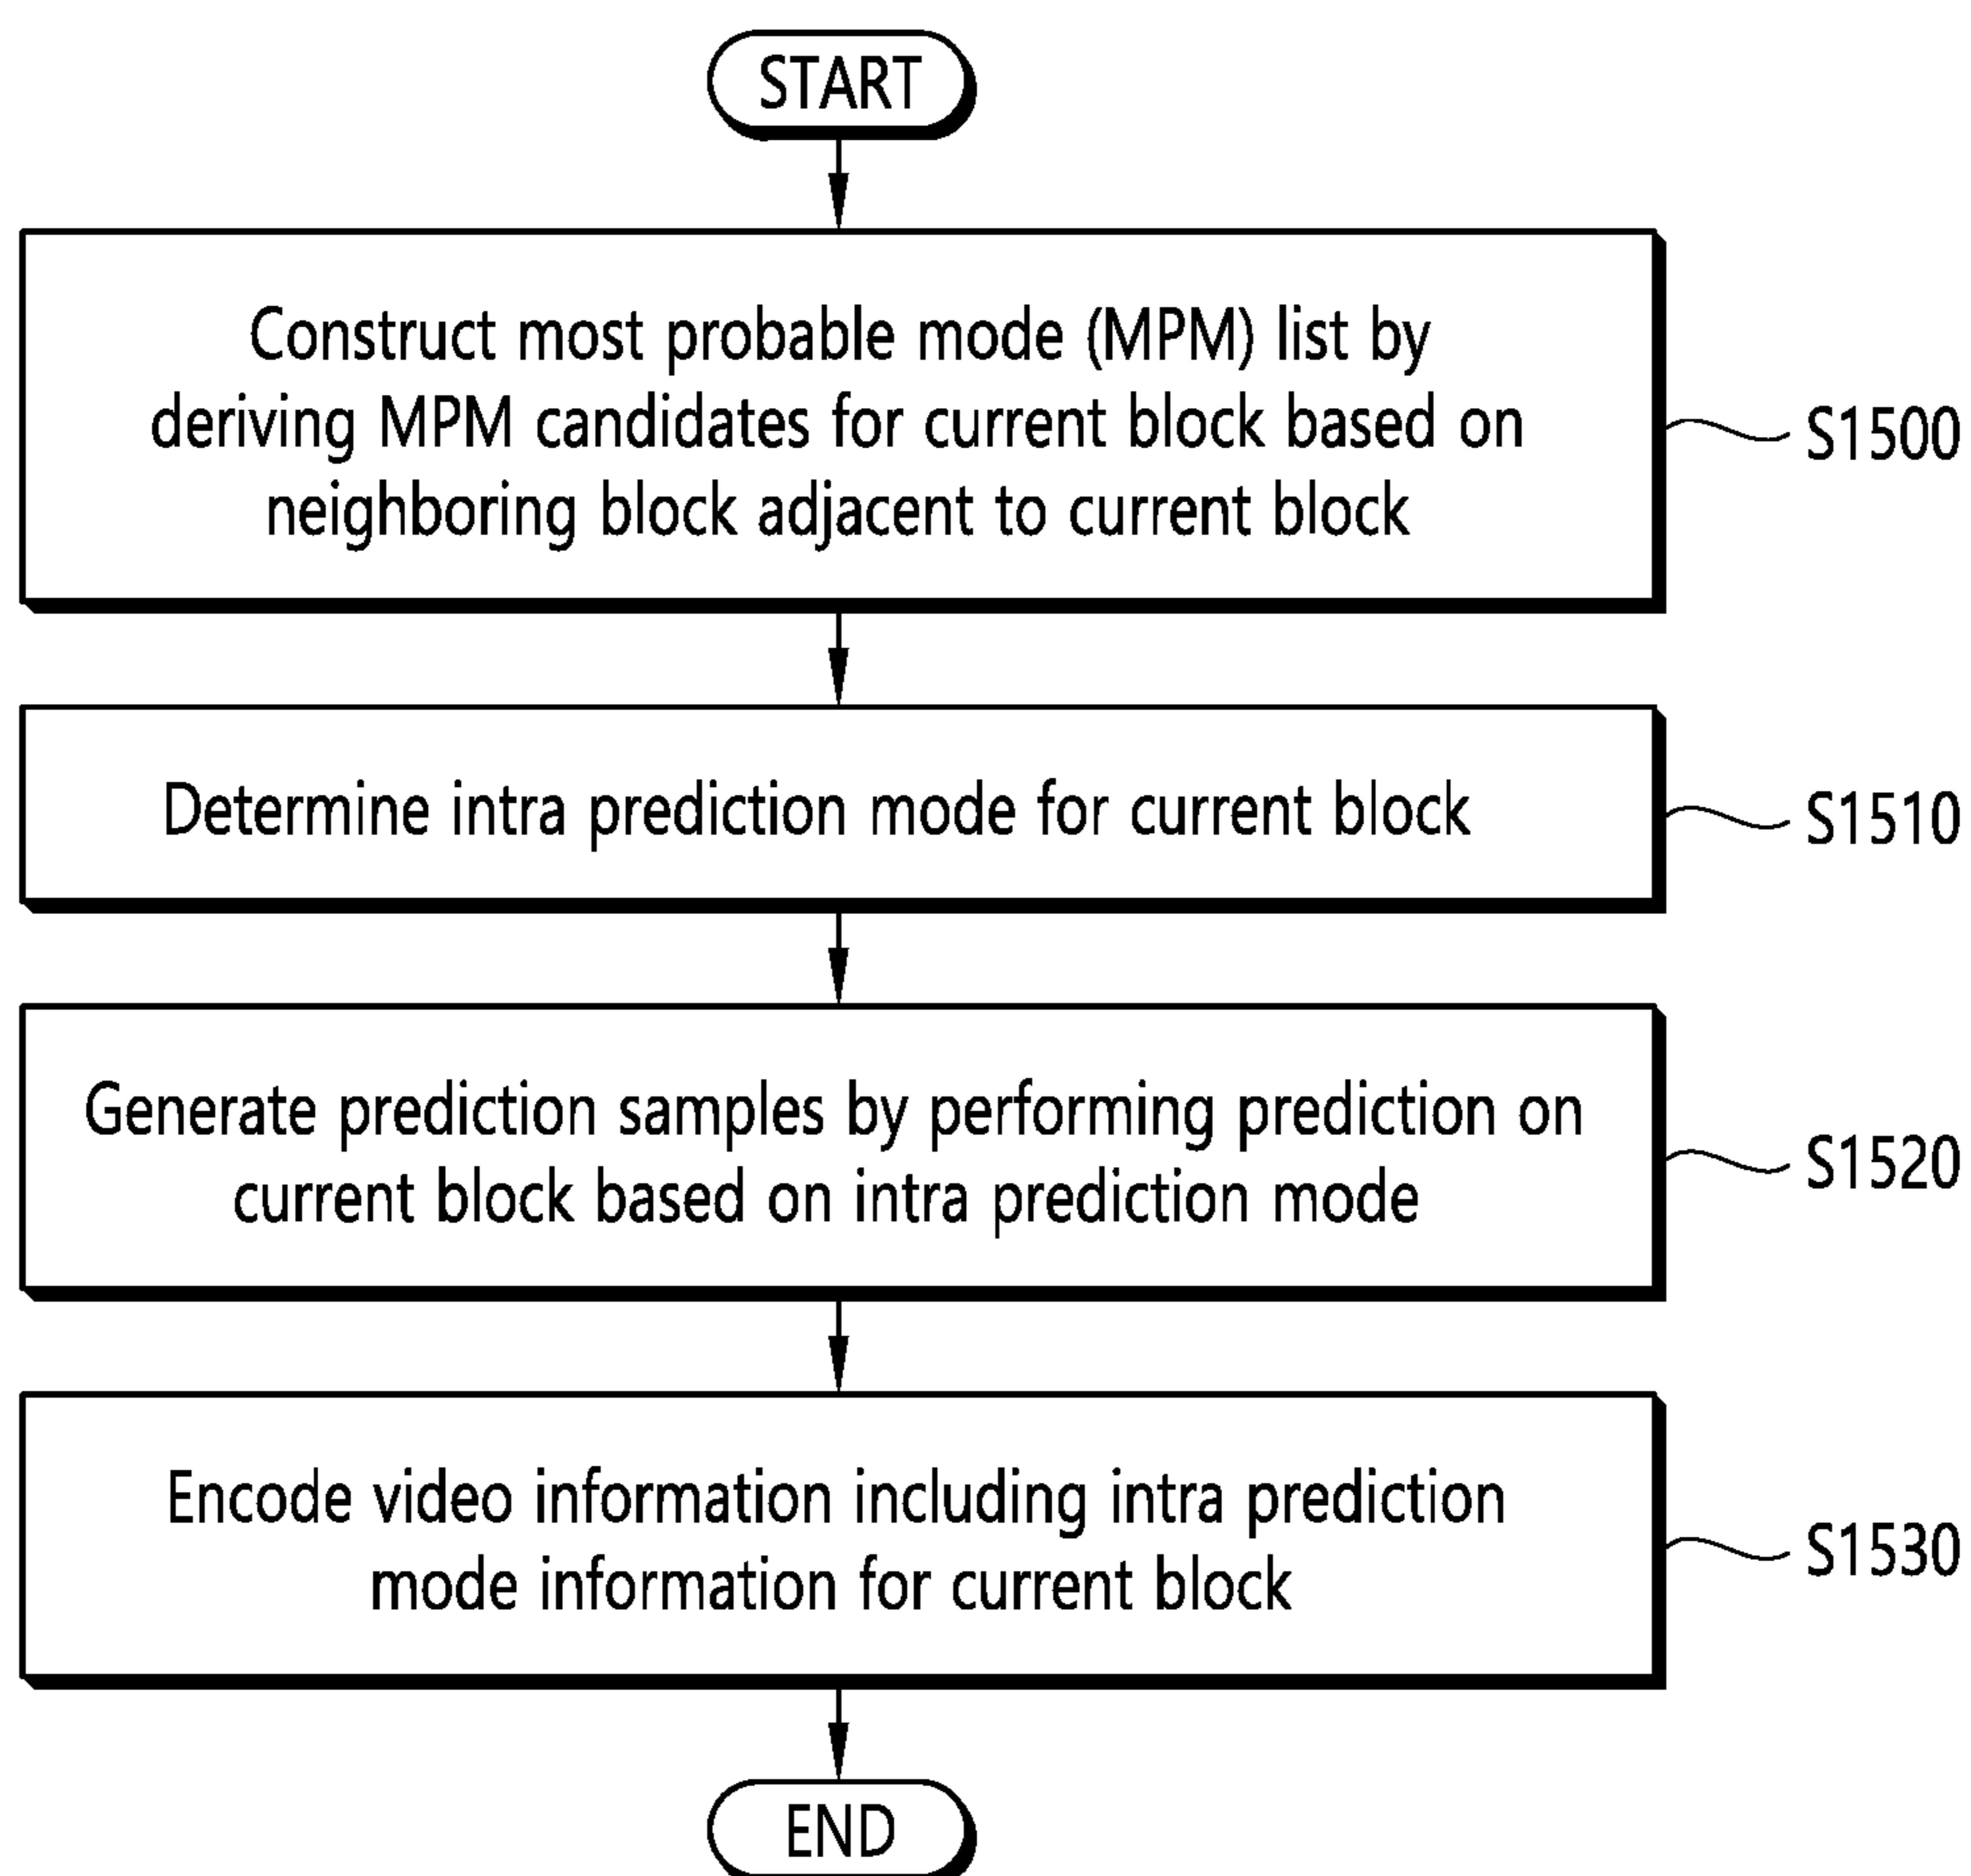 START
Construct most probable mode (MPM) list by
deriving MPM candidates for current block based on
neighboring block adjacent to current block
S1500
Determine intra prediction mode for current block
S1510
Generate prediction samples by performing prediction on
current block based on intra prediction mode
S1520
Encode video information including intra prediction
mode information for current block
S1530
END